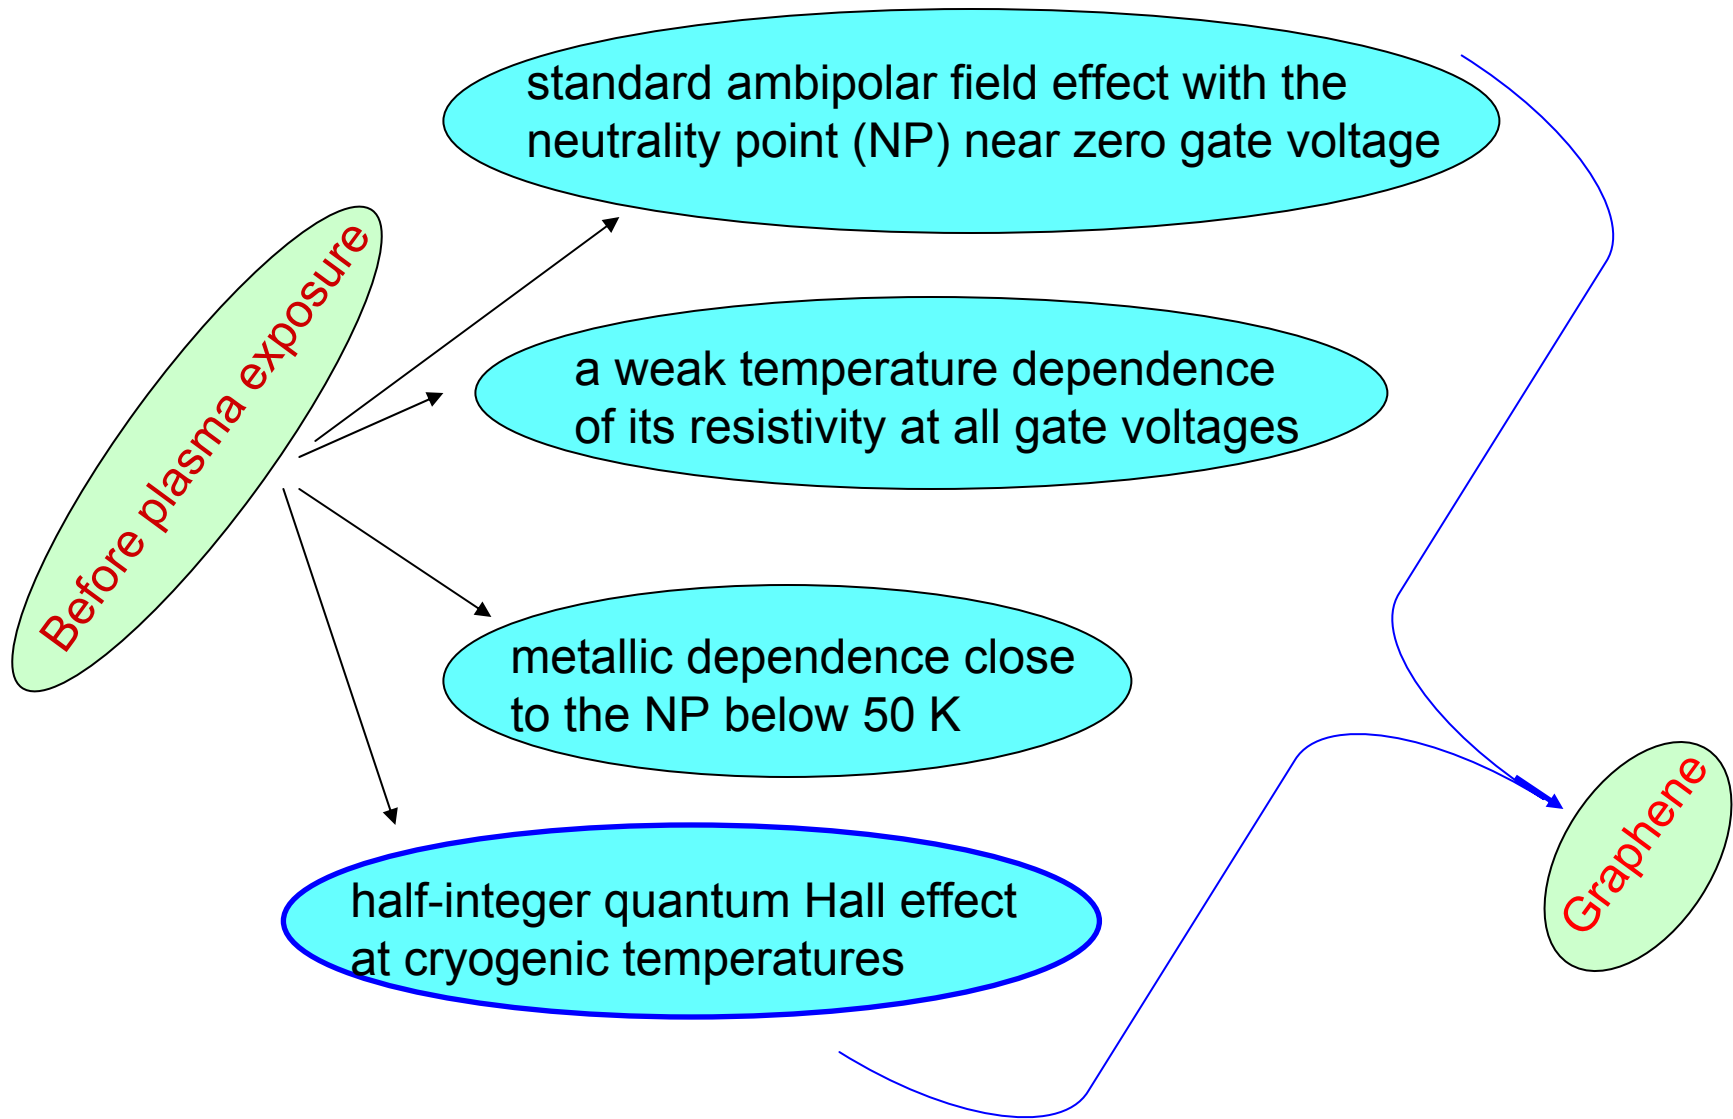 standard ambipolar field effect with the
neutrality point (NP) near zero gate voltage
Before plasma exposure
a weak temperature dependence
of its resistivity at all gate voltages
metallic dependence close
to the NP below 50 K
half-integer quantum Hall effect
at cryogenic temperatures
Graphene